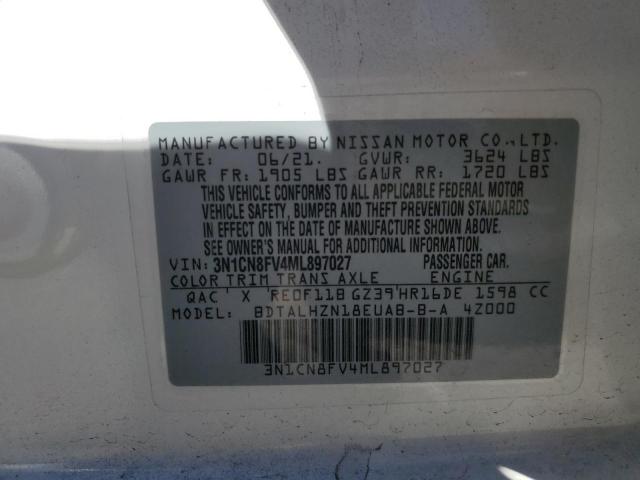 MANUFACTURED BY NISSAN MOTOR CO.,LTD.
DATE: 06/21. GVWR: 3624 LBS
GAWR FR: 1905 LBS GAWR RR: 1720 LBS
THIS VEHICLE CONFORMS TO ALL APPLICABLE FEDERAL MOTOR
VEHICLE SAFETY, BUMPER AND THEFT PREVENTION STANDARDS
IN EFFECT ON THE DATE OF MANUFACTURE SHOWN ABOVE.
SEE OWNER'S MANUAL FOR ADDITIONAL INFORMATION.
VIN: 3N1CN8FV4ML897027 PASSENGER CAR.
COLOR TRIM TRANS AXLE ENGINE
QAC ' X 'RE0F11B GZ39'HR16DE 1598 CC
MODEL: BDTALHZN18EUAB-B-A 4Z000
3N1CN8FV4ML897027